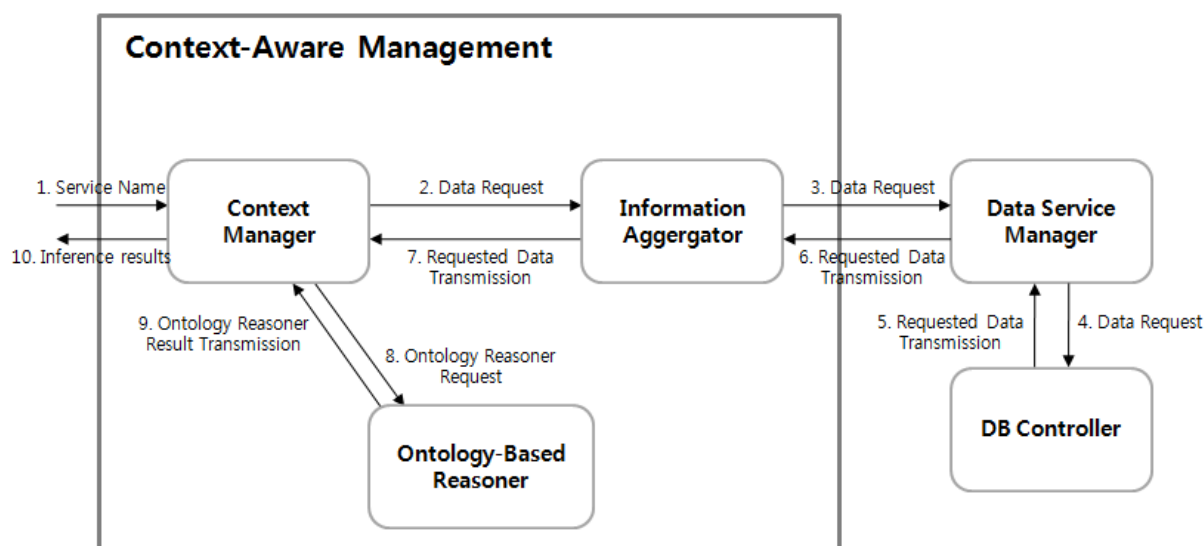 Context-Aware Management
1. Service Name
Context
Manager
10. Inference results
2. Data Request
7. Requested Data
Transmission
Information
Aggergator
3. Data Request
6. Requested Data
Transmission
Data Service
Manager
9. Ontology Reasoner
Result Transmission
8. Ontology Reasoner
Request
5. Requested Data
Transmission
4. Data Request
Ontology-Based
Reasoner
DB Controller